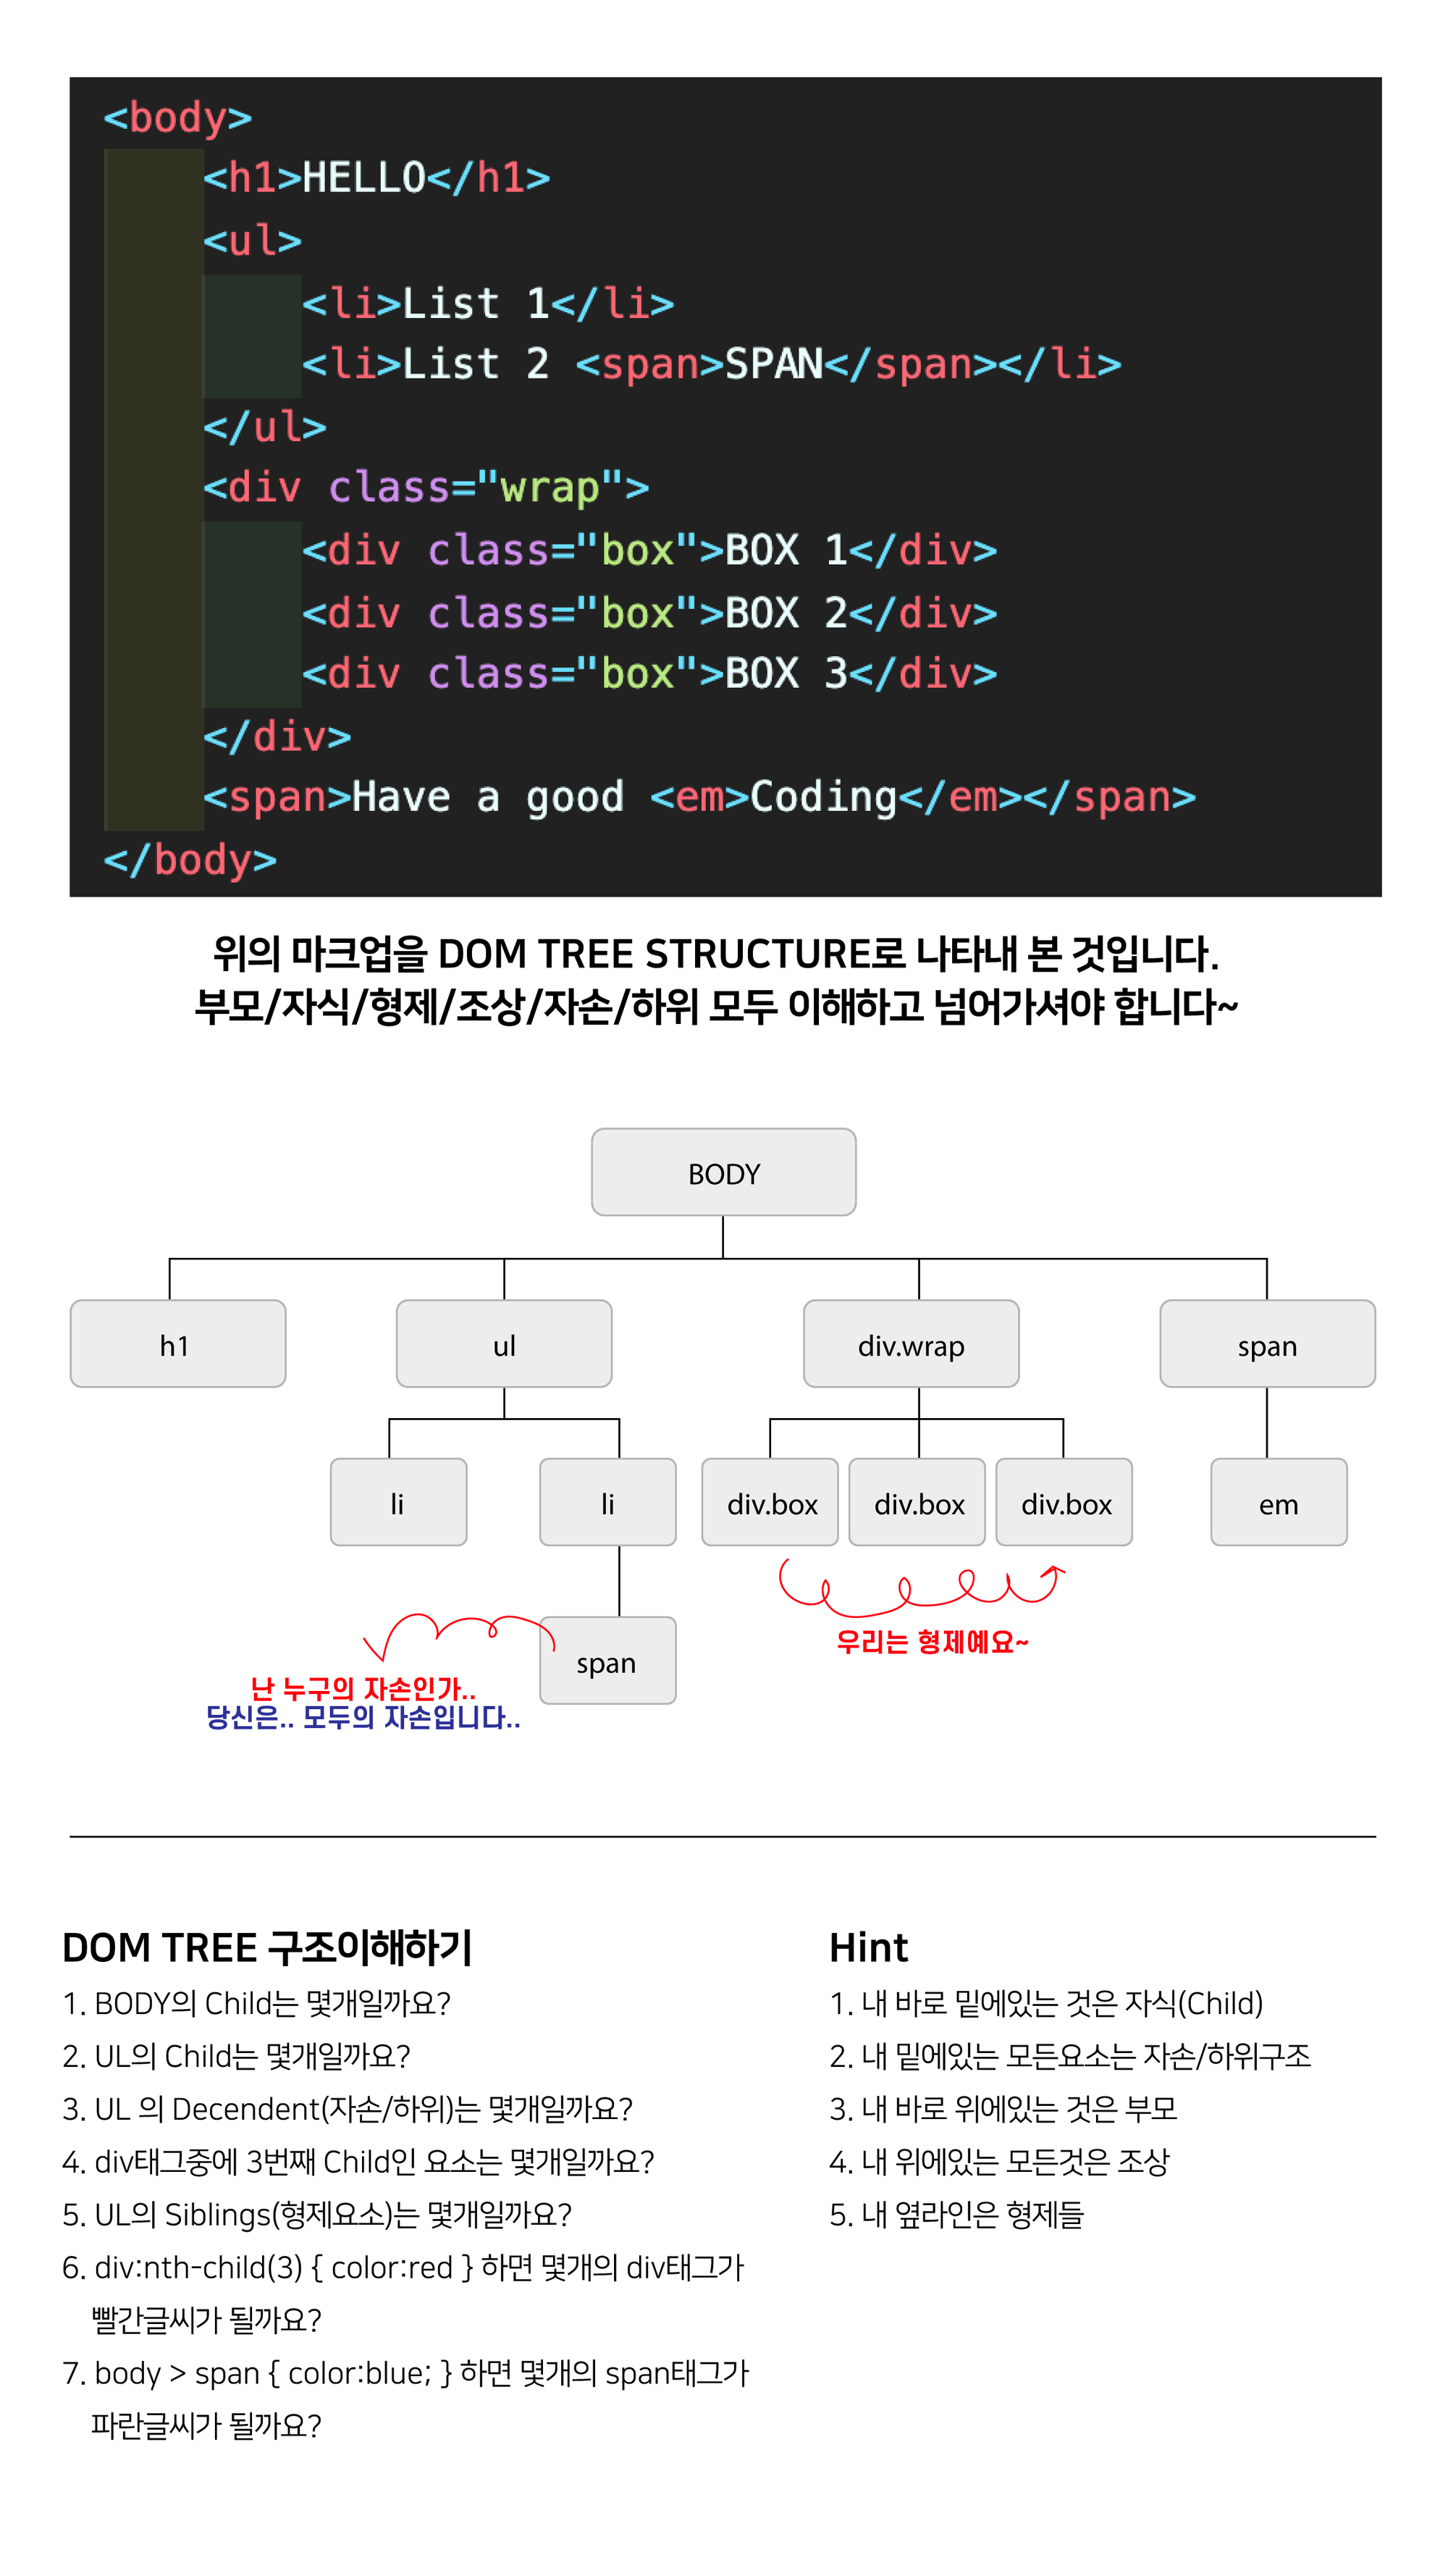 <body>
<h1>HELLO</h1>
<ul>
<li>List 1</li>
<li>List 2 <span>SPAN</span></li>
</ul>
<div class="wrap">
<div class="box">BOX 1</div>
<div class="box">BOX 2</div>
<div class="box">BOX 3</div>
</div>
<span>Have a good <em>Coding</em></span>
</body>
위의 마크업을 DOM TREE STRUCTURE로 나타내 본 것입니다.
부모/자식/형제/조상/자손/하위 모두 이해하고 넘어가셔야 합니다~
BODY
h1
ul
div.wrap
span
li
li
div.box
div.box
div.box
em
span
우리는 형제예요~
난 누구의 자손인가..
당신은.. 모두의 자손입니다..
DOM TREE 구조이해하기
1. BODY의 Child는 몇개일까요?
2. UL의 Child는 몇개일까요?
3. UL 의 Decendent(자손/하위)는 몇개일까요?
4. div태그중에 3번째 Child인 요소는 몇개일까요?
5. UL의 Siblings(형제요소)는 몇개일까요?
6. div:nth-child(3) { color:red } 하면 몇개의 div태그가
빨간글씨가 될까요?
7. body > span { color:blue; } 하면 몇개의 span태그가
파란글씨가 될까요?
Hint
1. 내 바로 밑에있는 것은 자식(Child)
2. 내 밑에있는 모든요소는 자손/하위구조
3. 내 바로 위에있는 것은 부모
4. 내 위에있는 모든것은 조상
5. 내 옆라인은 형제들